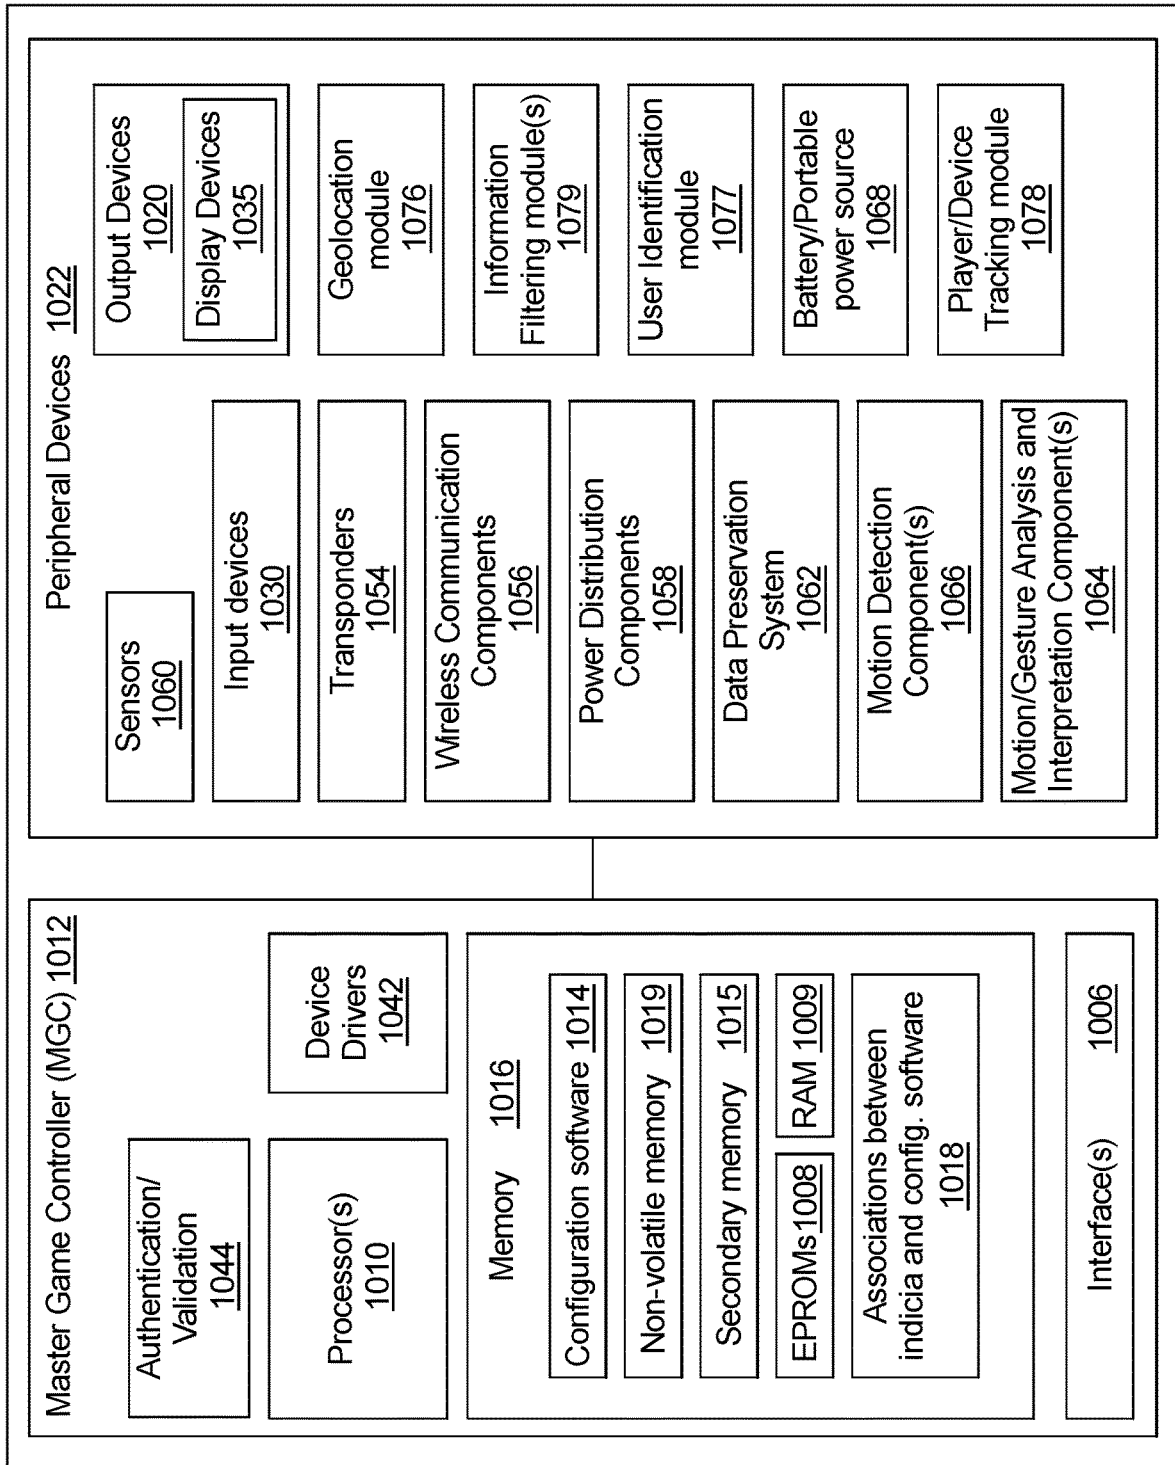 Master Game Controller (MGC) 1012
Authentication/
Validation
1044
Processor(s)
1010
Device
Drivers
1042
Memory 1016
Configuration software 1014
Non-volatile memory 1019
Secondary memory 1015
EPROMs1008
RAM 1009
Associations between
indicia and config. software
1018
Interface(s) 1006
Peripheral Devices 1022
Sensors
1060
Input devices
1030
Transponders
1054
Wireless Communication
Components
1056
Power Distribution
Components
1058
Data Preservation
System
1062
Motion Detection
Component(s)
1066
Motion/Gesture Analysis and
Interpretation Component(s)
1064
Output Devices
1020
Display Devices
1035
Geolocation
module
1076
Information
Filtering module(s)
1079
User Identification
module
1077
Battery/Portable
power source
1068
Player/Device
Tracking module
1078